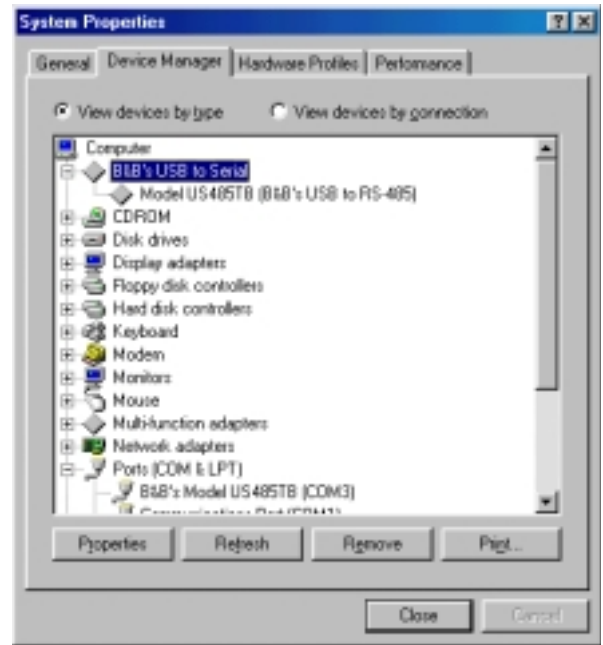 System Properties
General Device Manager Hardware Profiles Performance
View devices by type View devices by connection
Computer
B&B's USB to Serial
Model US485TB (B&B's USB to RS-485)
CDROM
Disk drives
Display adapters
Floppy disk controllers
Hard disk controllers
Keyboard
Modem
Monitors
Mouse
Multi-function adapters
Network adapters
Ports (COM & LPT)
B&B's Model US485TB (COM3)
Communications Port (COM1)
Properties Refresh Remove Print...
Close Cancel